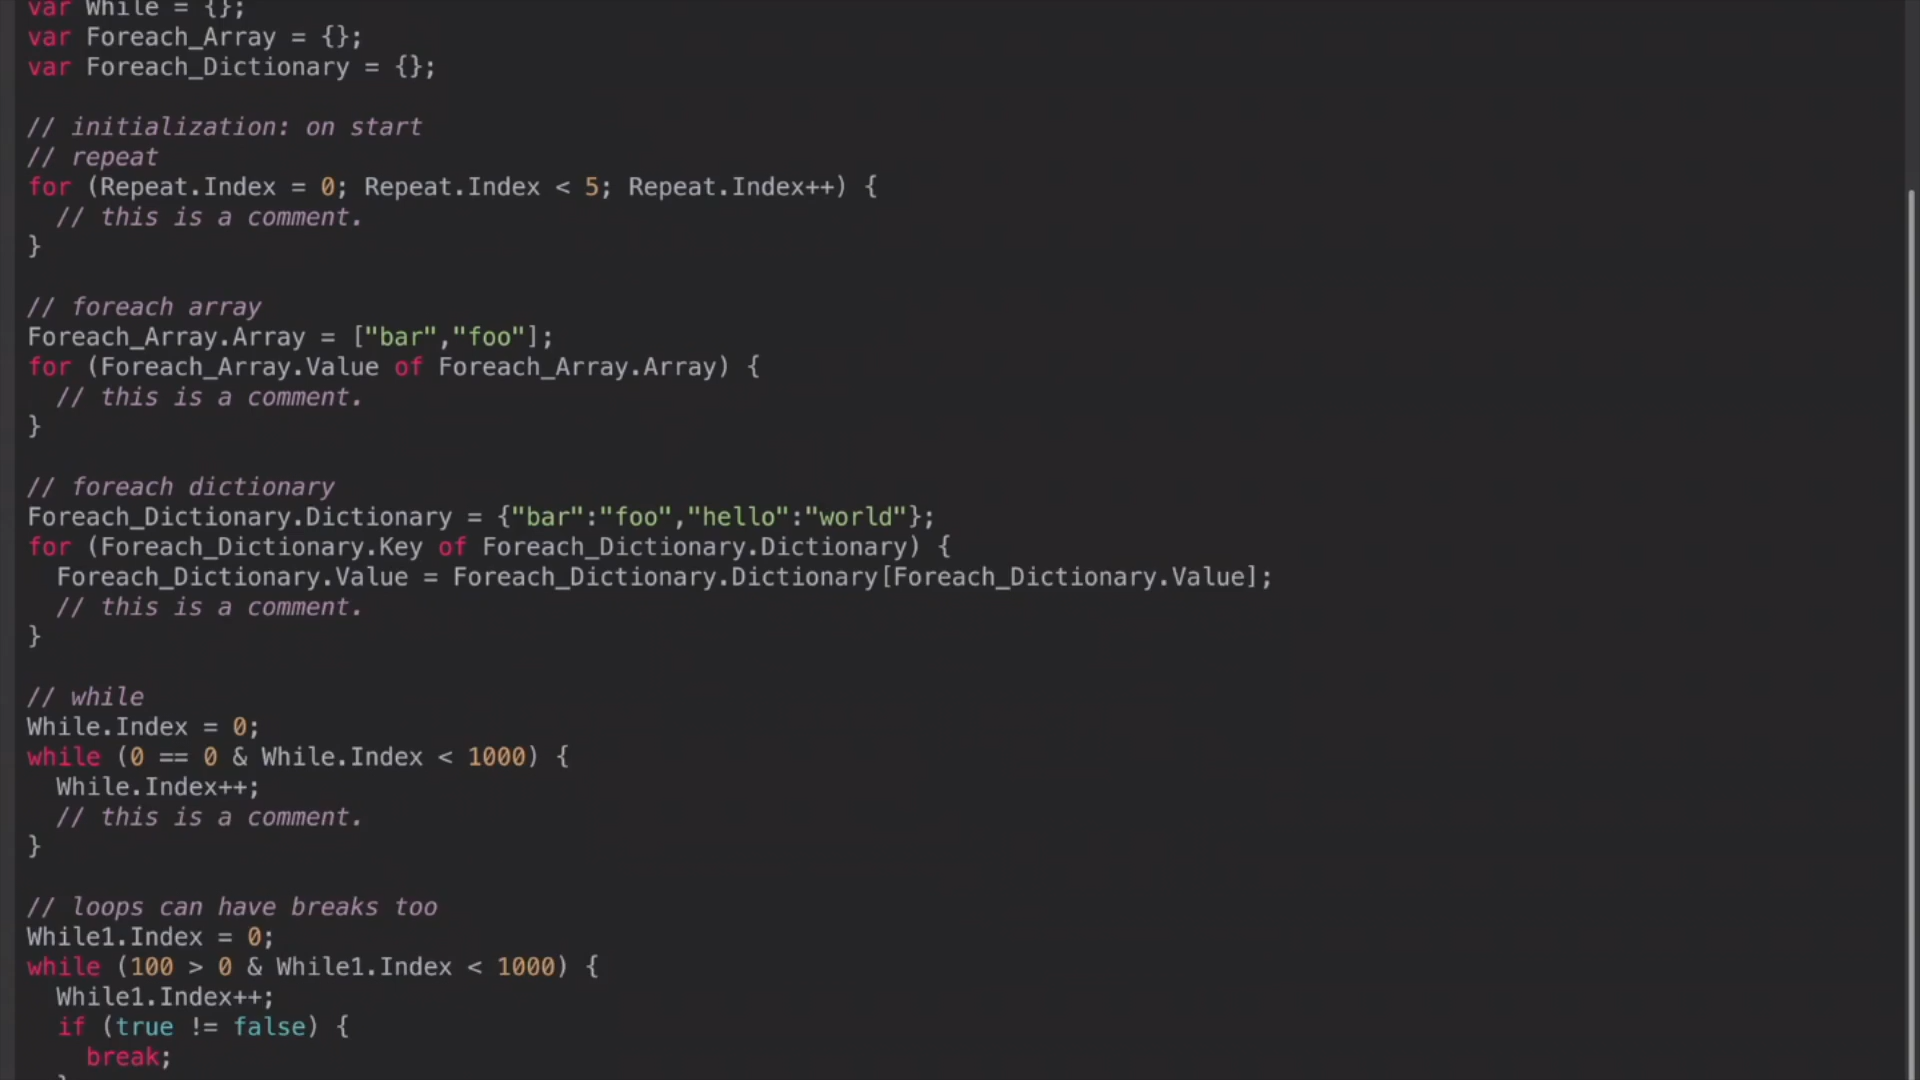 var While = {};
var Foreach_Array = {};
var Foreach_Dictionary = {};
// initialization: on start
// repeat
for (Repeat.Index = 0; Repeat.Index < 5; Repeat.Index++) {
  // this is a comment.
}
// foreach array
Foreach_Array.Array = ["bar","foo"];
for (Foreach_Array.Value of Foreach_Array.Array) {
  // this is a comment.
}
// foreach dictionary
Foreach_Dictionary.Dictionary = {"bar":"foo","hello":"world"};
for (Foreach_Dictionary.Key of Foreach_Dictionary.Dictionary) {
  Foreach_Dictionary.Value = Foreach_Dictionary.Dictionary[Foreach_Dictionary.Value];
  // this is a comment.
}
// while
While.Index = 0;
while (0 == 0 & While.Index < 1000) {
  While.Index++;
  // this is a comment.
}
// loops can have breaks too
While1.Index = 0;
while (100 > 0 & While1.Index < 1000) {
  While1.Index++;
  if (true != false) {
    break;
  }